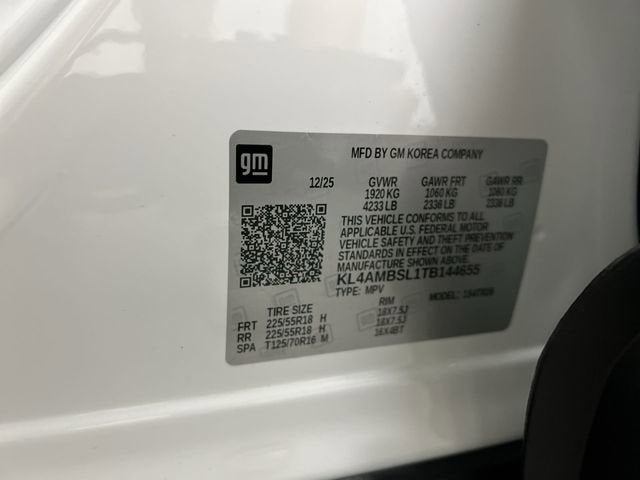 gm
MFD BY GM KOREA COMPANY
12/25 GVWR GAWR FRT GAWR RR
1920 KG 1060 KG 1060 KG
4233 LB 2338 LB 2338 LB
THIS VEHICLE CONFORMS TO ALL
APPLICABLE U.S. FEDERAL MOTOR
VEHICLE SAFETY AND THEFT PREVENTION
STANDARDS IN EFFECT ON THE DATE OF
MANUFACTURE SHOWN ABOVE.
KL4AMBSL1TB144655
TYPE: MPV MODEL:
TIRE SIZE RIM
FRT 225/55R18 H 18X7.5J
RR 225/55R18 H 18X7.5J
SPA T125/70R16 M 16X4BT